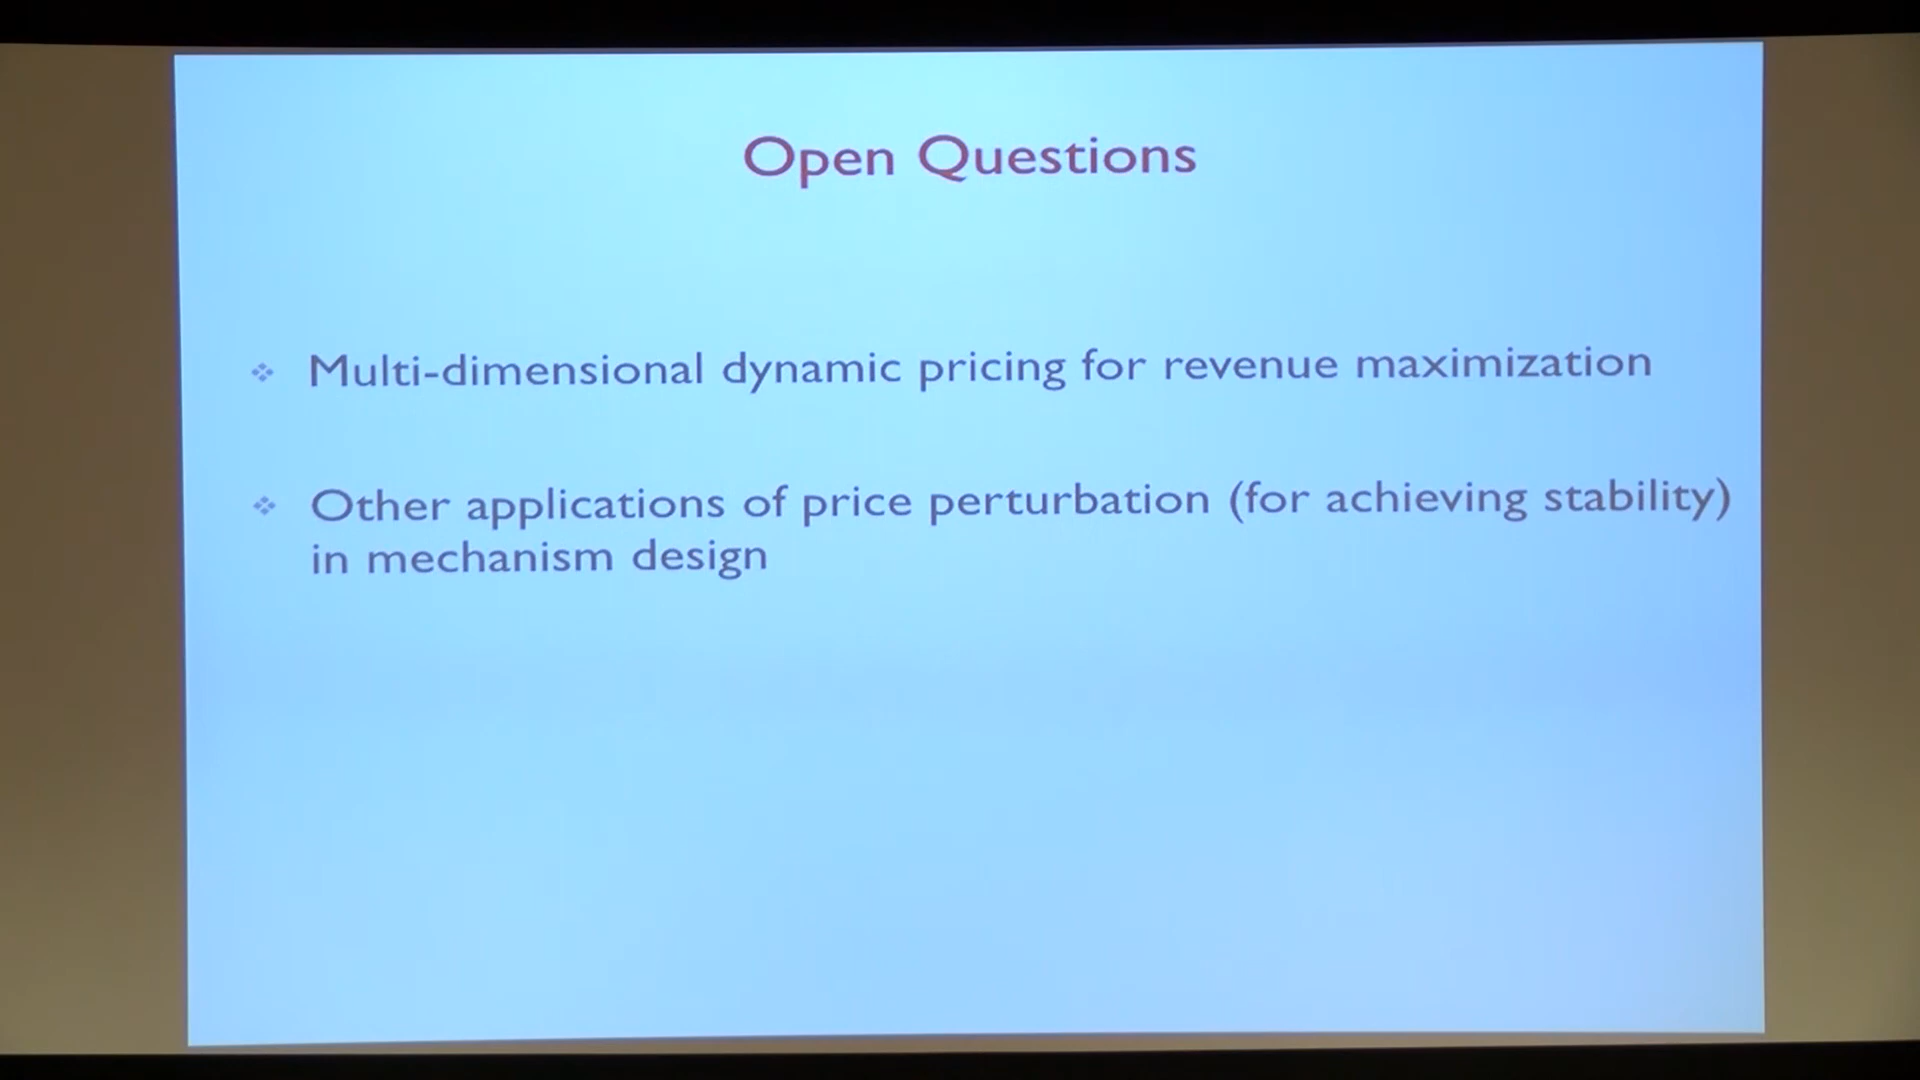 Open Questions
Multi-dimensional dynamic pricing for revenue maximization
Other applications of price perturbation (for achieving stability)
in mechanism design